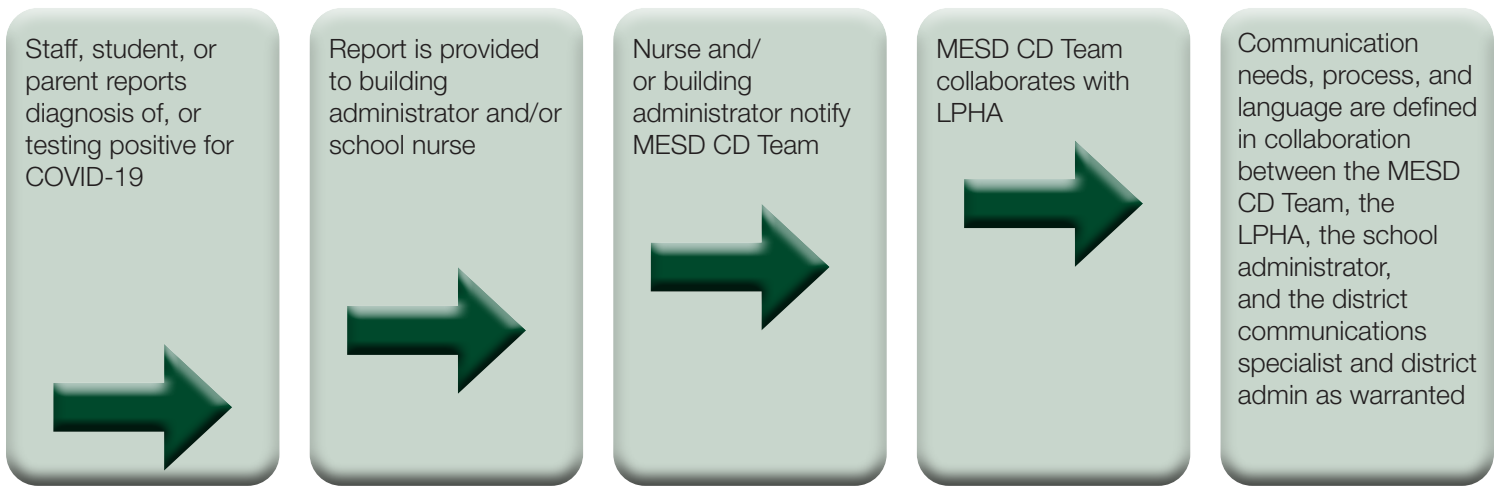 Staff, student, or
parent reports
diagnosis of, or
testing positive for
COVID-19
Report is provided
to building
administrator and/or
school nurse
Nurse and/
or building
administrator notify
MESD CD Team
MESD CD Team
collaborates with
LPHA
Communication
needs, process, and
language are defined
in collaboration
between the MESD
CD Team, the
LPHA, the school
administrator,
and the district
communications
specialist and district
admin as warranted